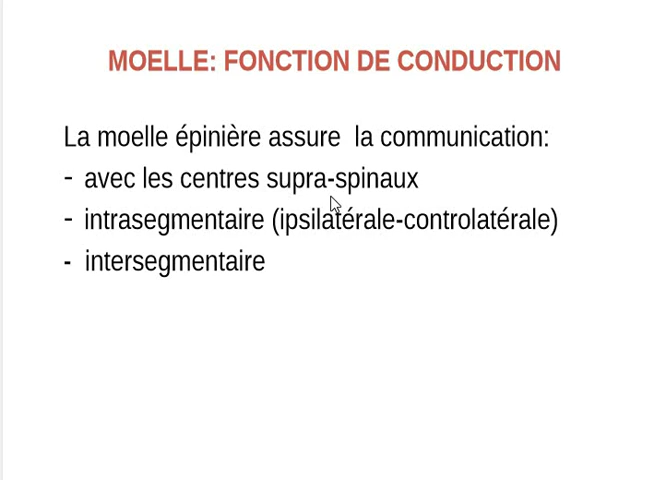 MOELLE: FONCTION DE CONDUCTION
La moelle épinière assure  la communication:
- avec les centres supra-spinaux
- intrasegmentaire (ipsilatérale-controlatérale)
- intersegmentaire